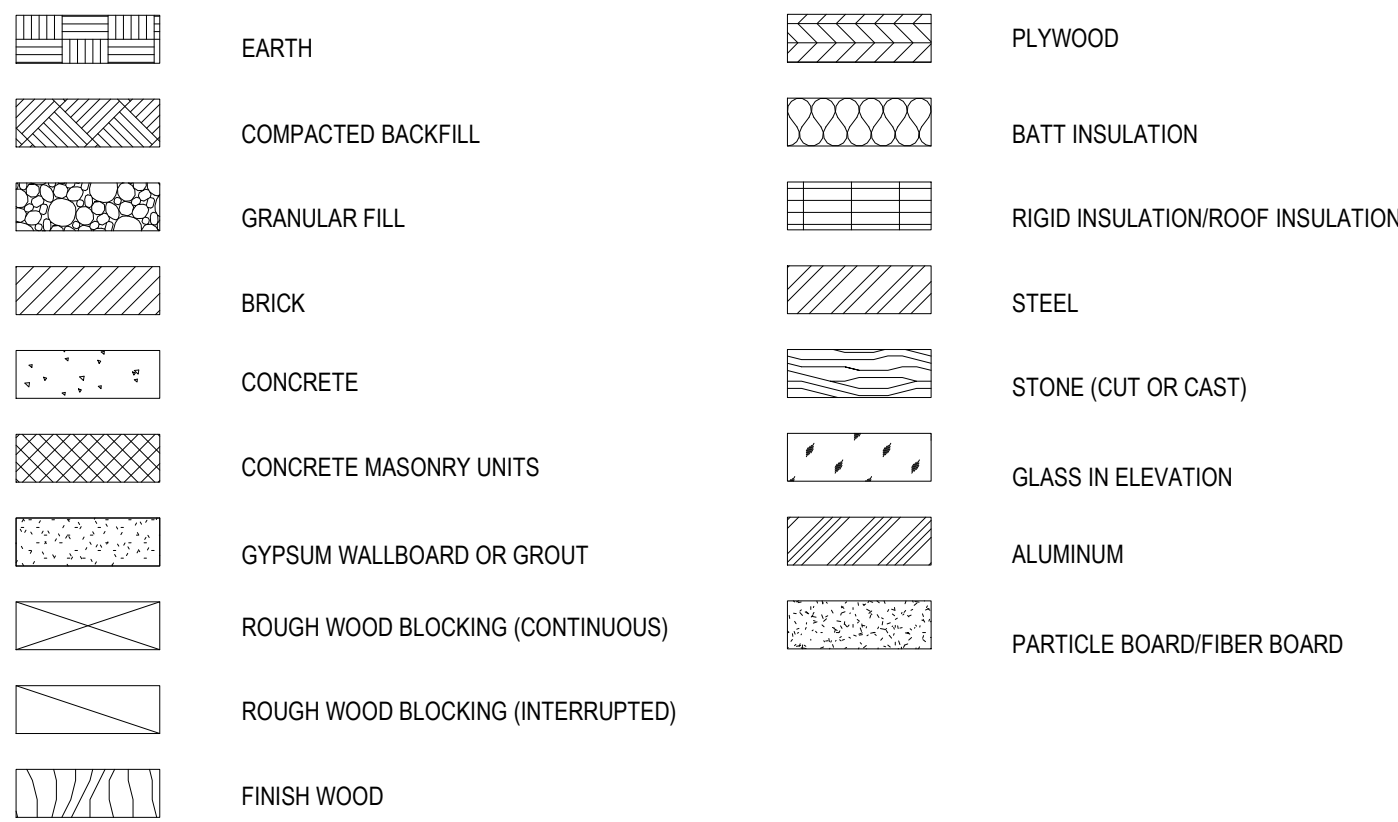 EARTH
COMPACTED BACKFILL
GRANULAR FILL
BRICK
CONCRETE
CONCRETE MASONRY UNITS
GYPSUM WALLBOARD OR GROUT
ROUGH WOOD BLOCKING (CONTINUOUS)
ROUGH WOOD BLOCKING (INTERRUPTED)
FINISH WOOD
PLYWOOD
BATT INSULATION
RIGID INSULATION/ROOF INSULATION
STEEL
STONE (CUT OR CAST)
GLASS IN ELEVATION
ALUMINUM
PARTICLE BOARD/FIBER BOARD